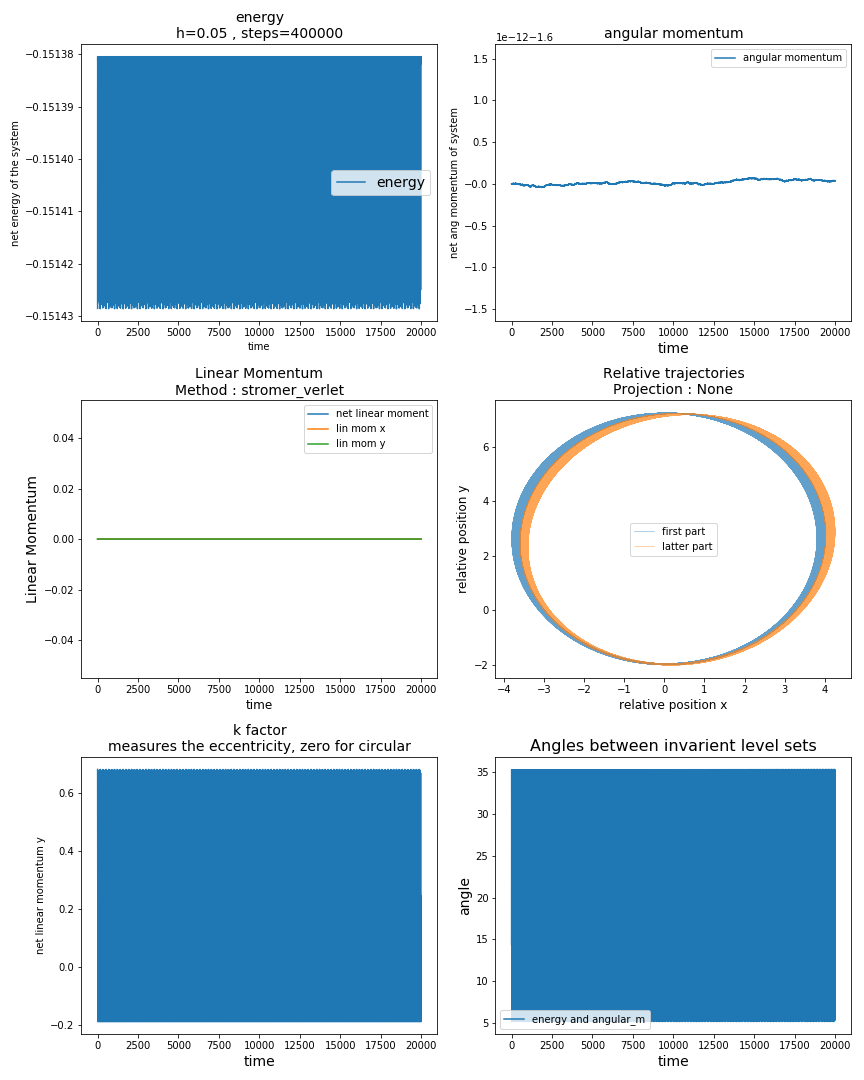 energy
h=0.05 , steps=400000
−0.15138
−0.15139
−0.15140
−0.15141
−0.15142
−0.15143
net energy of the system
energy
0
2500
5000
7500
10000
12500
15000
17500
20000
time
angular momentum
1e−12−1.6
1.5
1.0
0.5
−0.0
−0.5
−1.0
−1.5
net ang momentum of system
angular momentum
0
2500
5000
7500
10000
12500
15000
17500
20000
time
Linear Momentum
Method : stromer_verlet
0.04
0.02
0.00
−0.02
−0.04
Linear Momentum
net linear moment
lin mom x
lin mom y
0
2500
5000
7500
10000
12500
15000
17500
20000
time
Relative trajectories
Projection : None
6
4
2
0
−2
relative position y
first part
latter part
−4
−3
−2
−1
0
1
2
3
4
relative position x
k factor
measures the eccentricity, zero for circular
0.6
0.4
0.2
0.0
−0.2
net linear momentum y
0
2500
5000
7500
10000
12500
15000
17500
20000
time
Angles between invarient level sets
35
30
25
20
15
10
5
angle
energy and angular_m
0
2500
5000
7500
10000
12500
15000
17500
20000
time